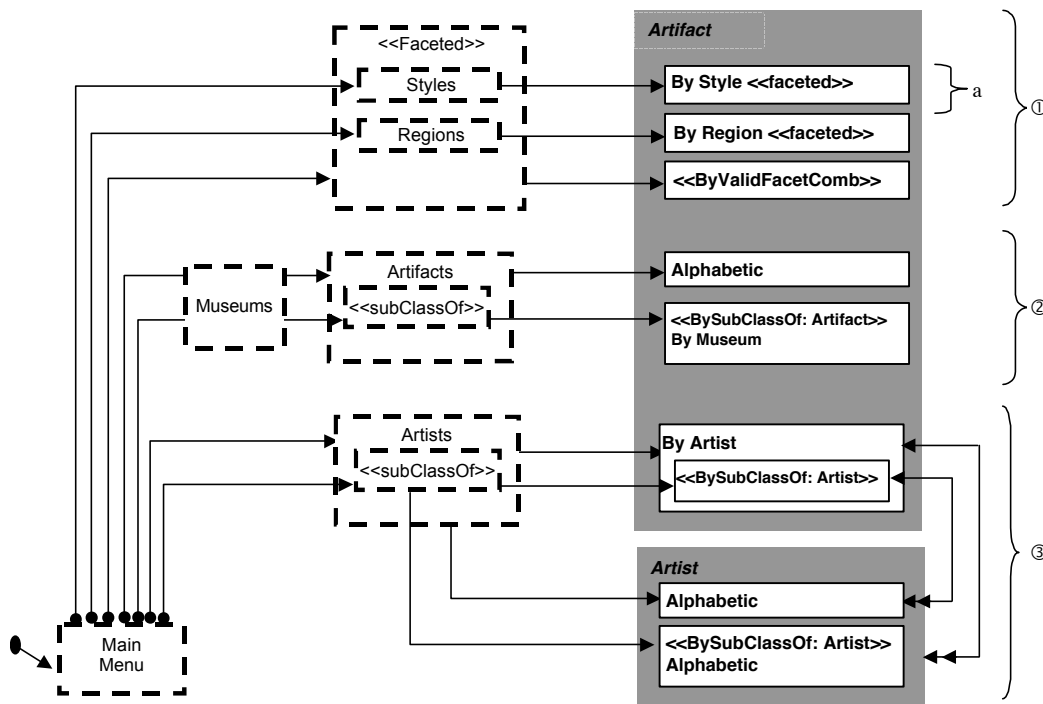 <<Faceted>>
Styles
Regions
Artifact
By Style <<faceted>>
By Region <<faceted>>
<<ByValidFacetComb>>
a
①
Museums
Artifacts
<<subClassOf>>
Alphabetic
<<BySubClassOf: Artifact>>
By Museum
②
Artists
<<subClassOf>>
By Artist
<<BySubClassOf: Artist>>
③
Artist
Alphabetic
<<BySubClassOf: Artist>>
Alphabetic
Main
Menu